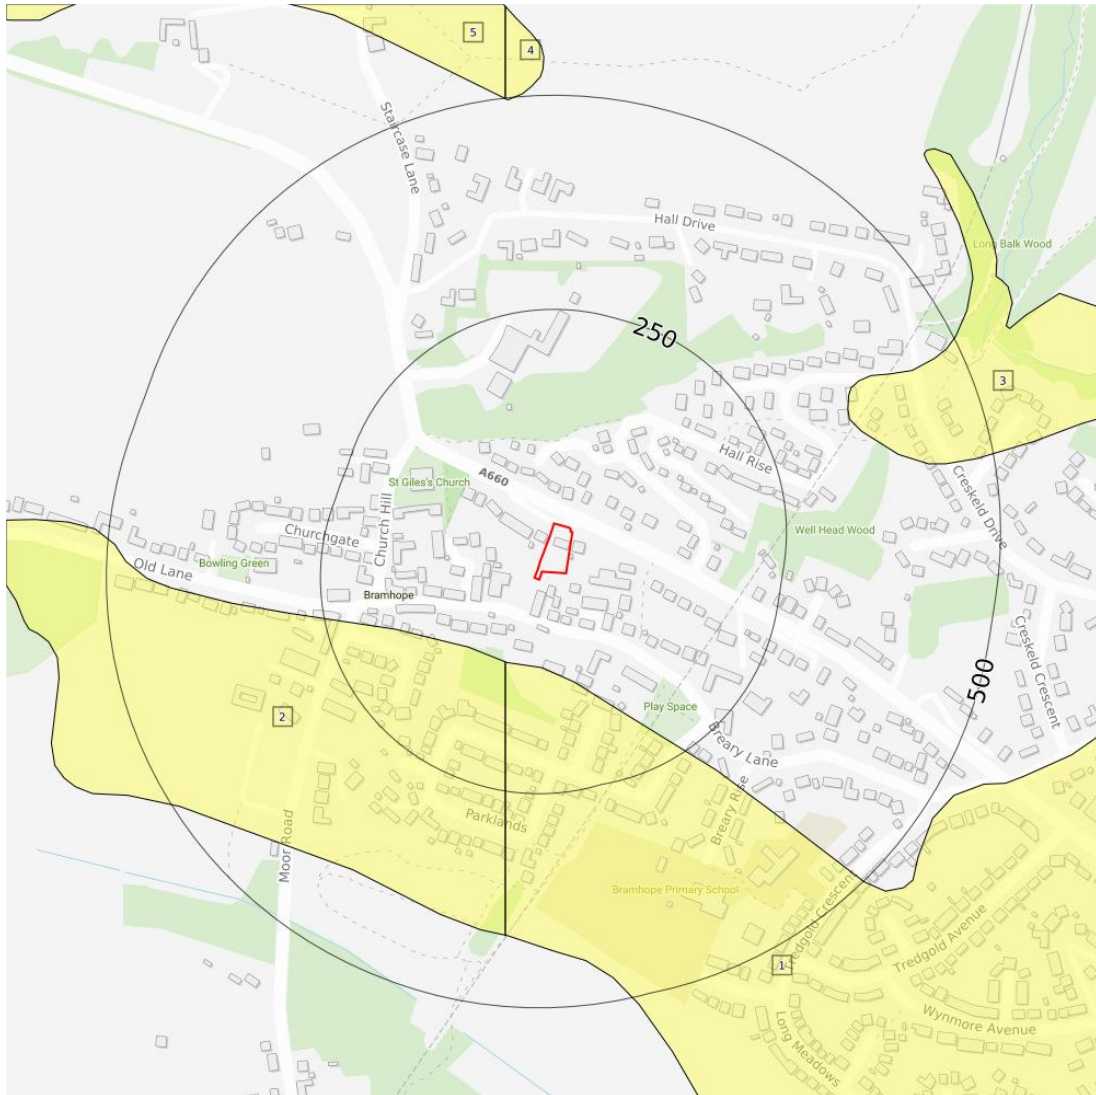 5
4
Staircase Lane
Hall Drive
Long Balk Wood
250
3
Hall Rise
A660
St Giles's Church
Church Hill
Creskeld Drive
Well Head Wood
Churchgate
Old Lane
Bowling Green
Bramhope
Creskeld Crescent
500
Play Space
2
Breary Lane
Breary Rise
Parklands
Moor Road
Bramhope Primary School
Tredgold Crescent
Tredgold Avenue
1
Wynmore Avenue
Long Meadows